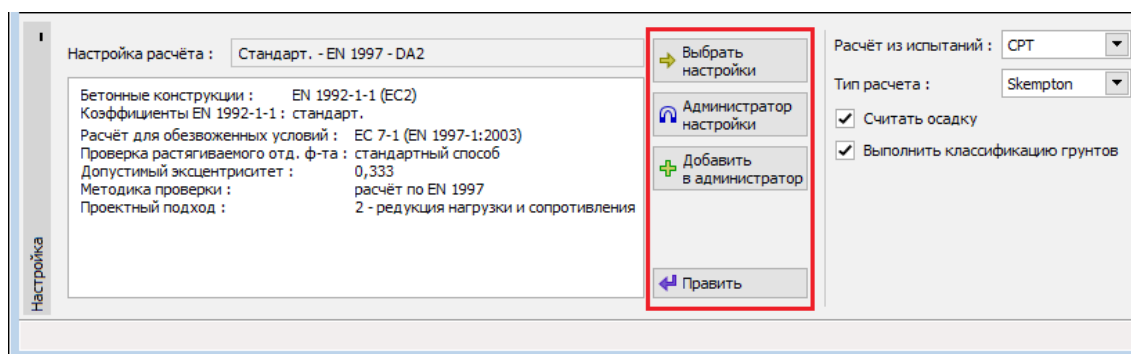 Настройка расчёта : Стандарт. - EN 1997 - DA2
Бетонные конструкции : EN 1992-1-1 (EC2)
Коэффициенты EN 1992-1-1 : стандарт.
Расчёт для обезвоженных условий : EC 7-1 (EN 1997-1:2003)
Проверка растягиваемого отд. ф-та : стандартный способ
Допустимый эксцентриситет : 0,333
Методика проверки : расчёт по EN 1997
Проектный подход : 2 - редукция нагрузки и сопротивления
Выбрать
настройки
Администратор
настройки
Добавить
в администратор
Править
Расчёт из испытаний : CPT
Тип расчета : Skempton
Считать осадку
Выполнить классификацию грунтов
Настройка